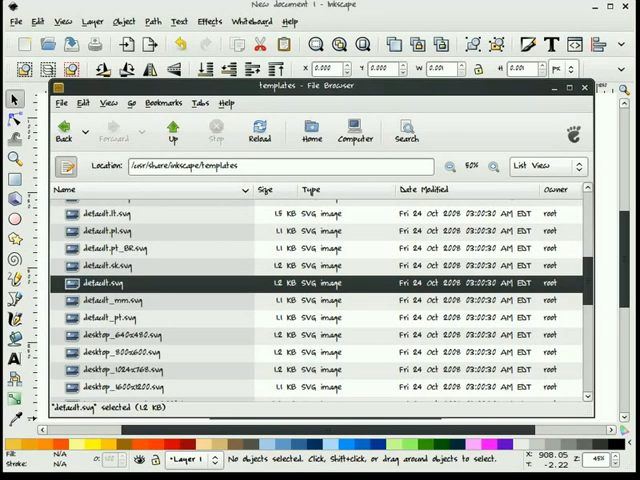 New document 1 - Inkscape
File Edit View Layer Object Path Text Effects Whiteboard Help
X 0.000 Y 0.000 W 0.001 H 0.001 px
templates - File Browser
File Edit View Go Bookmarks Tabs Help
Back Forward Up Stop Reload Home Computer Search
Location: /usr/share/inkscape/templates 50% List View
Name Size Type Date Modified Owner
default.lt.svg 1.5 KB SVG image Fri 24 Oct 2008 03:00:30 AM EDT root
default.pl.svg 1.1 KB SVG image Fri 24 Oct 2008 03:00:30 AM EDT root
default.pt_BR.svg 1.1 KB SVG image Fri 24 Oct 2008 03:00:30 AM EDT root
default.sk.svg 1.2 KB SVG image Fri 24 Oct 2008 03:00:30 AM EDT root
default.svg 1.2 KB SVG image Fri 24 Oct 2008 03:00:30 AM EDT root
default_mm.svg 1.1 KB SVG image Fri 24 Oct 2008 03:00:30 AM EDT root
default_pt.svg 1.1 KB SVG image Fri 24 Oct 2008 03:00:30 AM EDT root
desktop_640x480.svg 1.2 KB SVG image Fri 24 Oct 2008 03:00:30 AM EDT root
desktop_800x600.svg 1.2 KB SVG image Fri 24 Oct 2008 03:00:30 AM EDT root
desktop_1024x768.svg 1.2 KB SVG image Fri 24 Oct 2008 03:00:30 AM EDT root
desktop_1600x1200.svg 1.2 KB SVG image Fri 24 Oct 2008 03:00:30 AM EDT root
"default.svg" selected (1.2 KB)
Fill: N/A
Stroke: N/A
O:
•Layer 1
No objects selected. Click, Shift+click, or drag around objects to select.
X: 908.05
Y: -2.22
Z: 45%